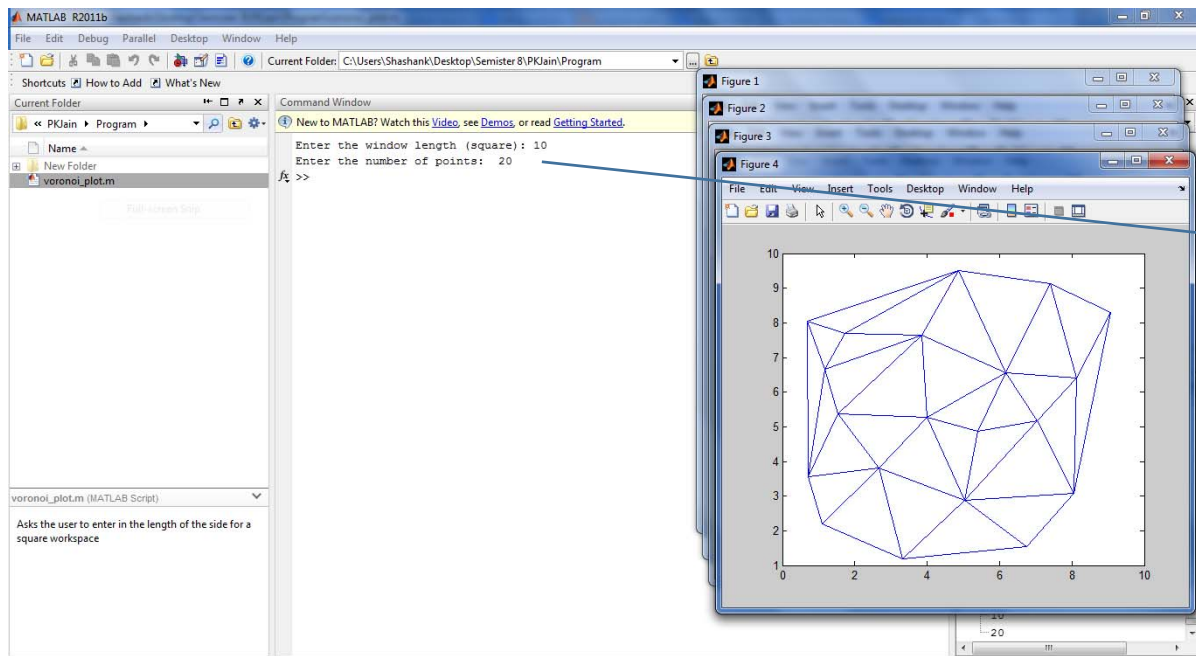 MATLAB R2011b
File Edit Debug Parallel Desktop Window Help
Current Folder: C:\Users\Shashank\Desktop\Semister 8\PKJain\Program
Shortcuts How to Add What's New
Current Folder
« PKJain Program
Name
New Folder
voronoi_plot.m
Full-screen Snip
voronoi_plot.m (MATLAB Script)
Asks the user to enter in the length of the side for a
square workspace
Command Window
New to MATLAB? Watch this Video, see Demos, or read Getting Started.
Enter the window length (square): 10
Enter the number of points: 20
fx >>
Figure 1
Figure 2
Figure 3
Figure 4
File Edit View Insert Tools Desktop Window Help
10
9
8
7
6
5
4
3
2
1
0 2 4 6 8 10
20